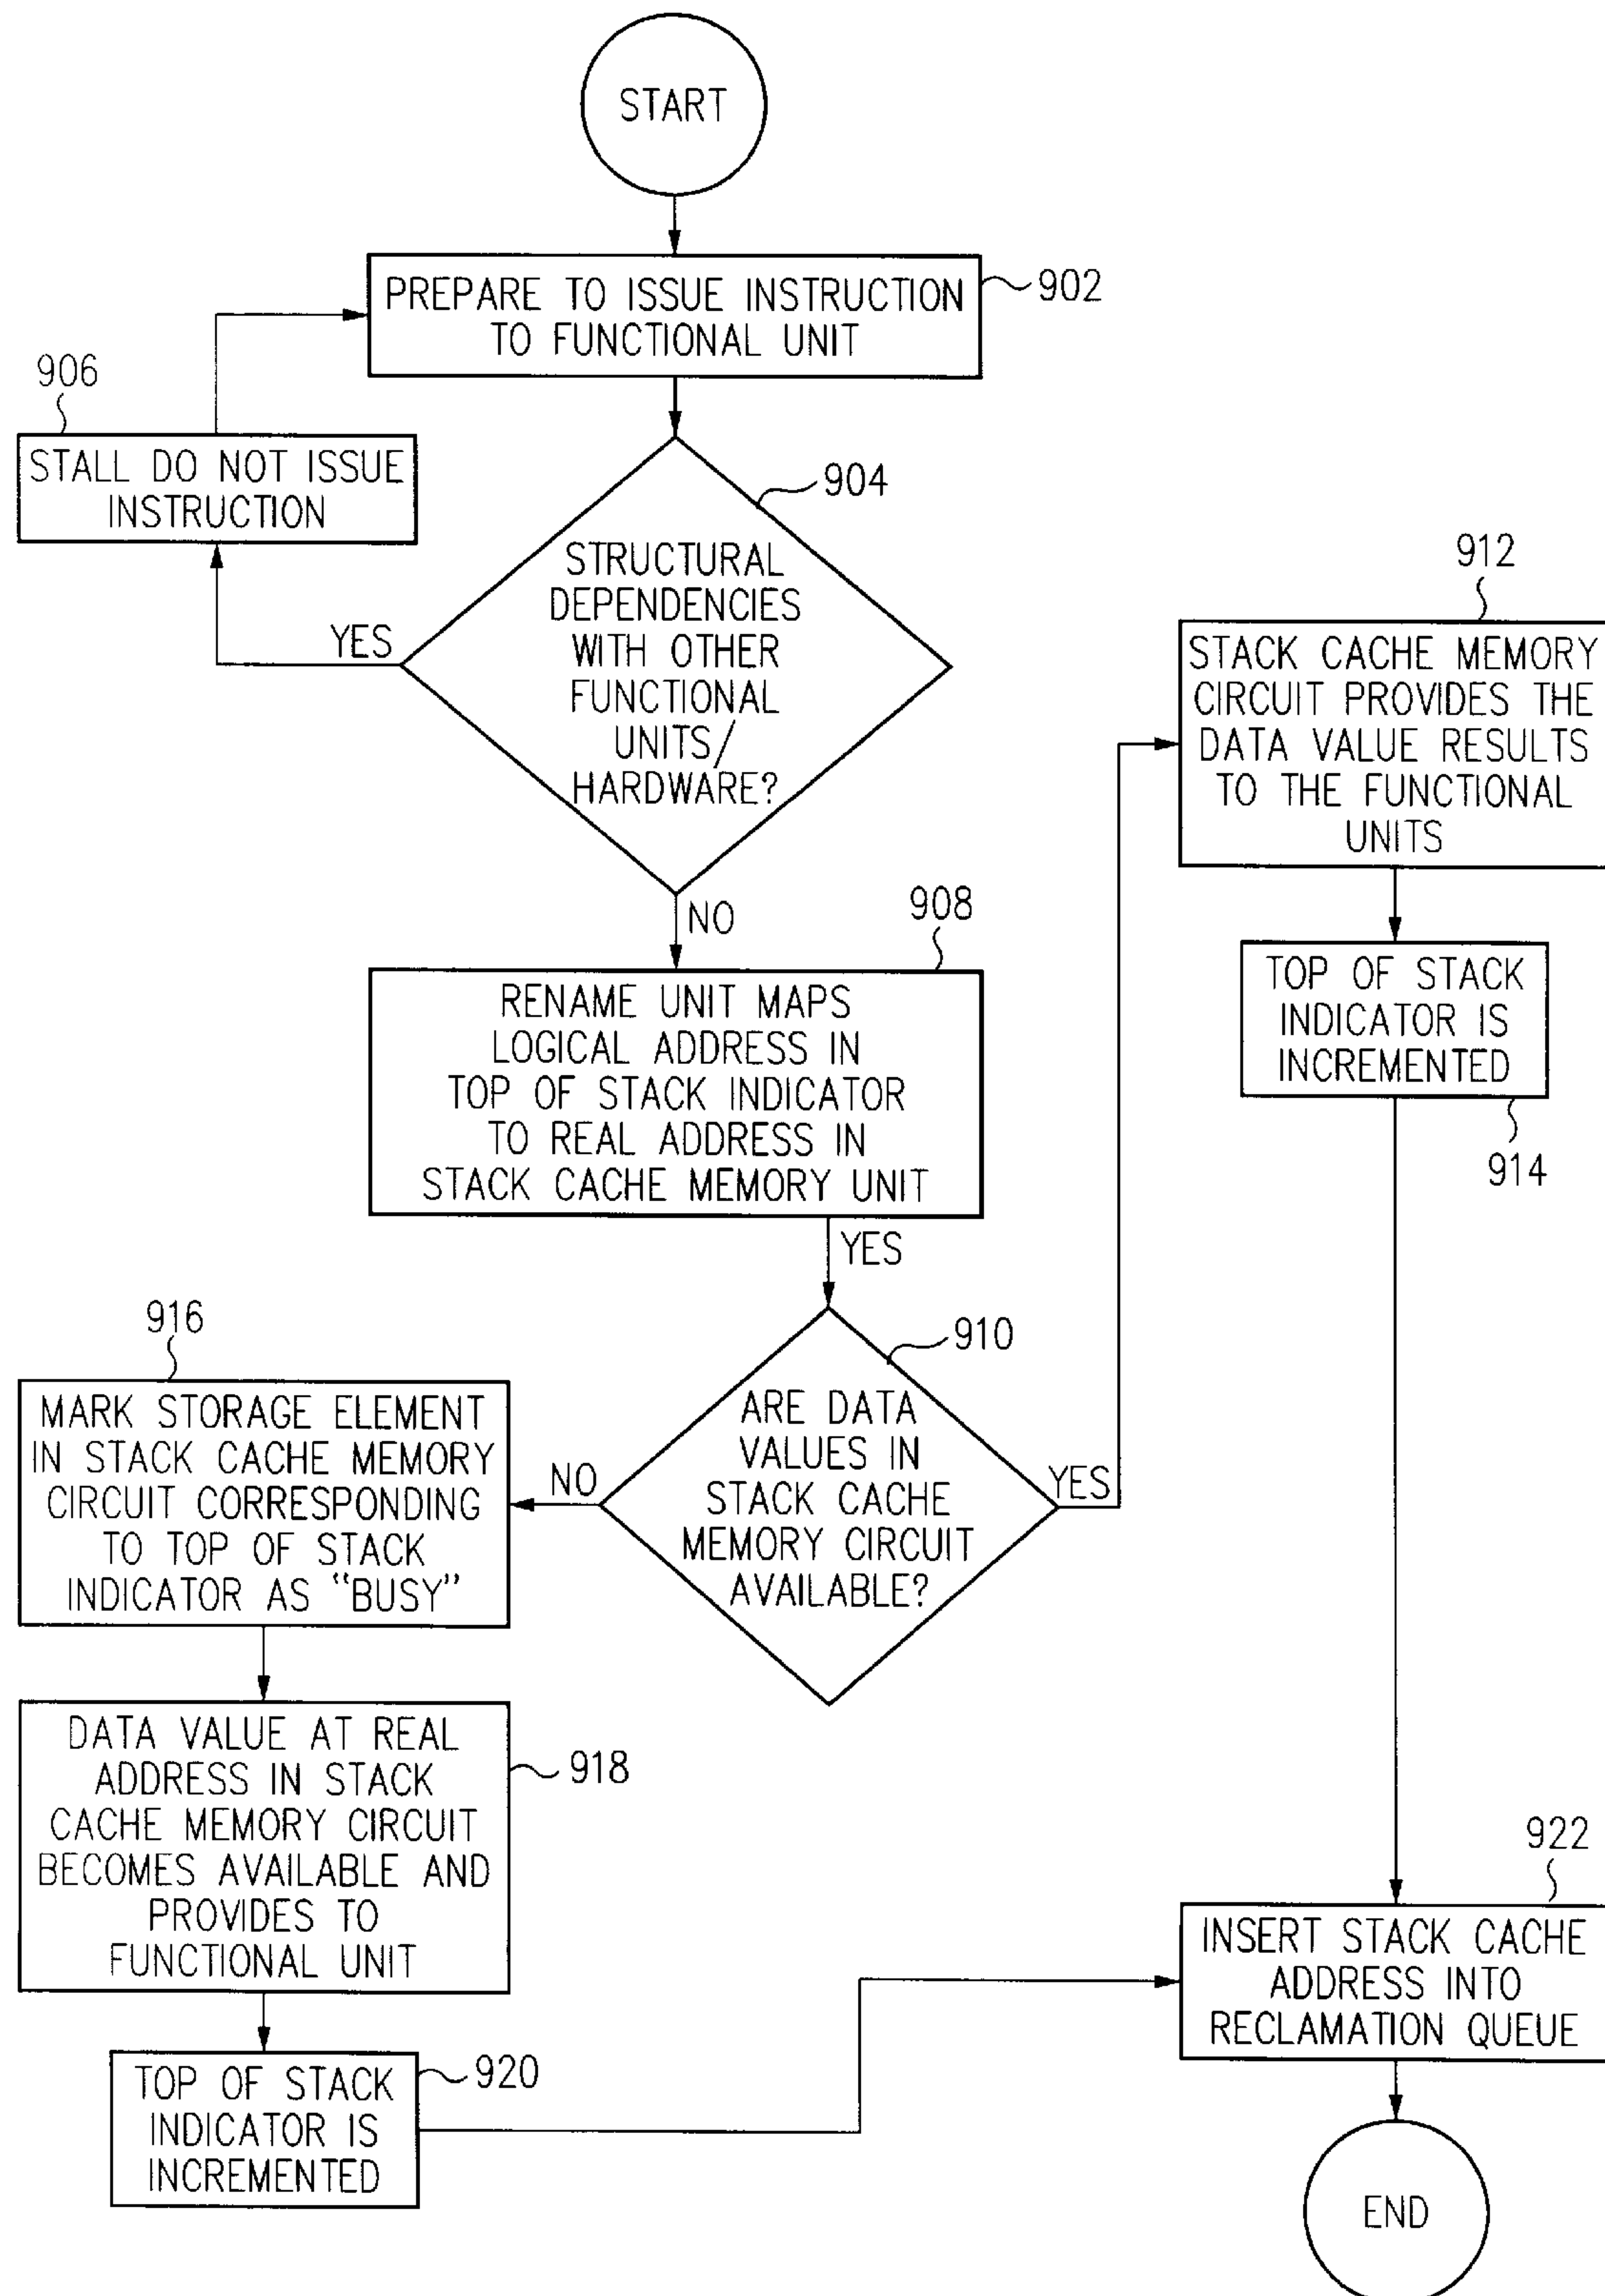 START
PREPARE TO ISSUE INSTRUCTION
TO FUNCTIONAL UNIT
902
906
STALL DO NOT ISSUE
INSTRUCTION
904
STRUCTURAL
DEPENDENCIES
WITH OTHER
FUNCTIONAL
UNITS/
HARDWARE?
YES
NO
908
RENAME UNIT MAPS
LOGICAL ADDRESS IN
TOP OF STACK INDICATOR
TO REAL ADDRESS IN
STACK CACHE MEMORY UNIT
YES
910
ARE DATA
VALUES IN
STACK CACHE
MEMORY CIRCUIT
AVAILABLE?
YES
NO
912
STACK CACHE MEMORY
CIRCUIT PROVIDES THE
DATA VALUE RESULTS
TO THE FUNCTIONAL
UNITS
TOP OF STACK
INDICATOR IS
INCREMENTED
914
916
MARK STORAGE ELEMENT
IN STACK CACHE MEMORY
CIRCUIT CORRESPONDING
TO TOP OF STACK
INDICATOR AS "BUSY"
DATA VALUE AT REAL
ADDRESS IN STACK
CACHE MEMORY CIRCUIT
BECOMES AVAILABLE AND
PROVIDES TO
FUNCTIONAL UNIT
918
TOP OF STACK
INDICATOR IS
INCREMENTED
920
922
INSERT STACK CACHE
ADDRESS INTO
RECLAMATION QUEUE
END